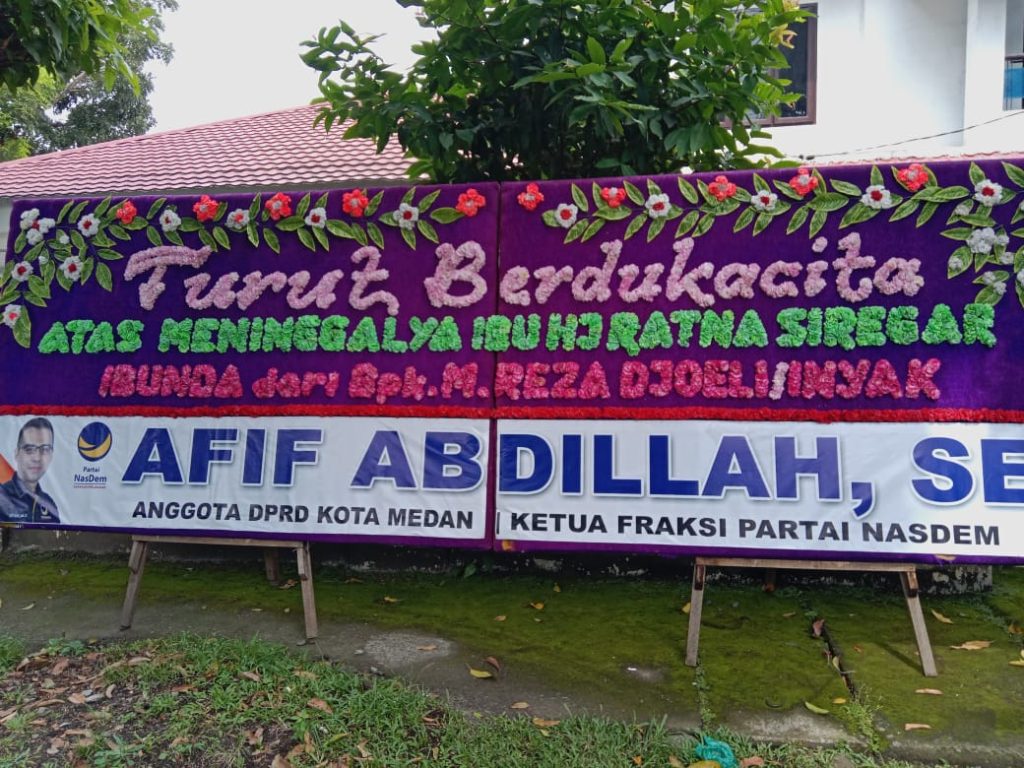 Turut Berdukacita
ATAS MENINGGALYA IBU HJ RATNA SIREGAR
IBUNDA dari Bpk. M. REZA DJOELI/INYAK
Partai
NasDem
AFIF ABDILLAH, SE
ANGGOTA DPRD KOTA MEDAN | KETUA FRAKSI PARTAI NASDEM